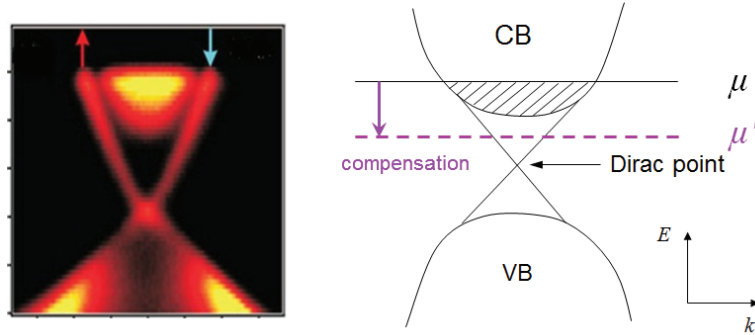 CB
μ
μ'
compensation
Dirac point
E
VB
k